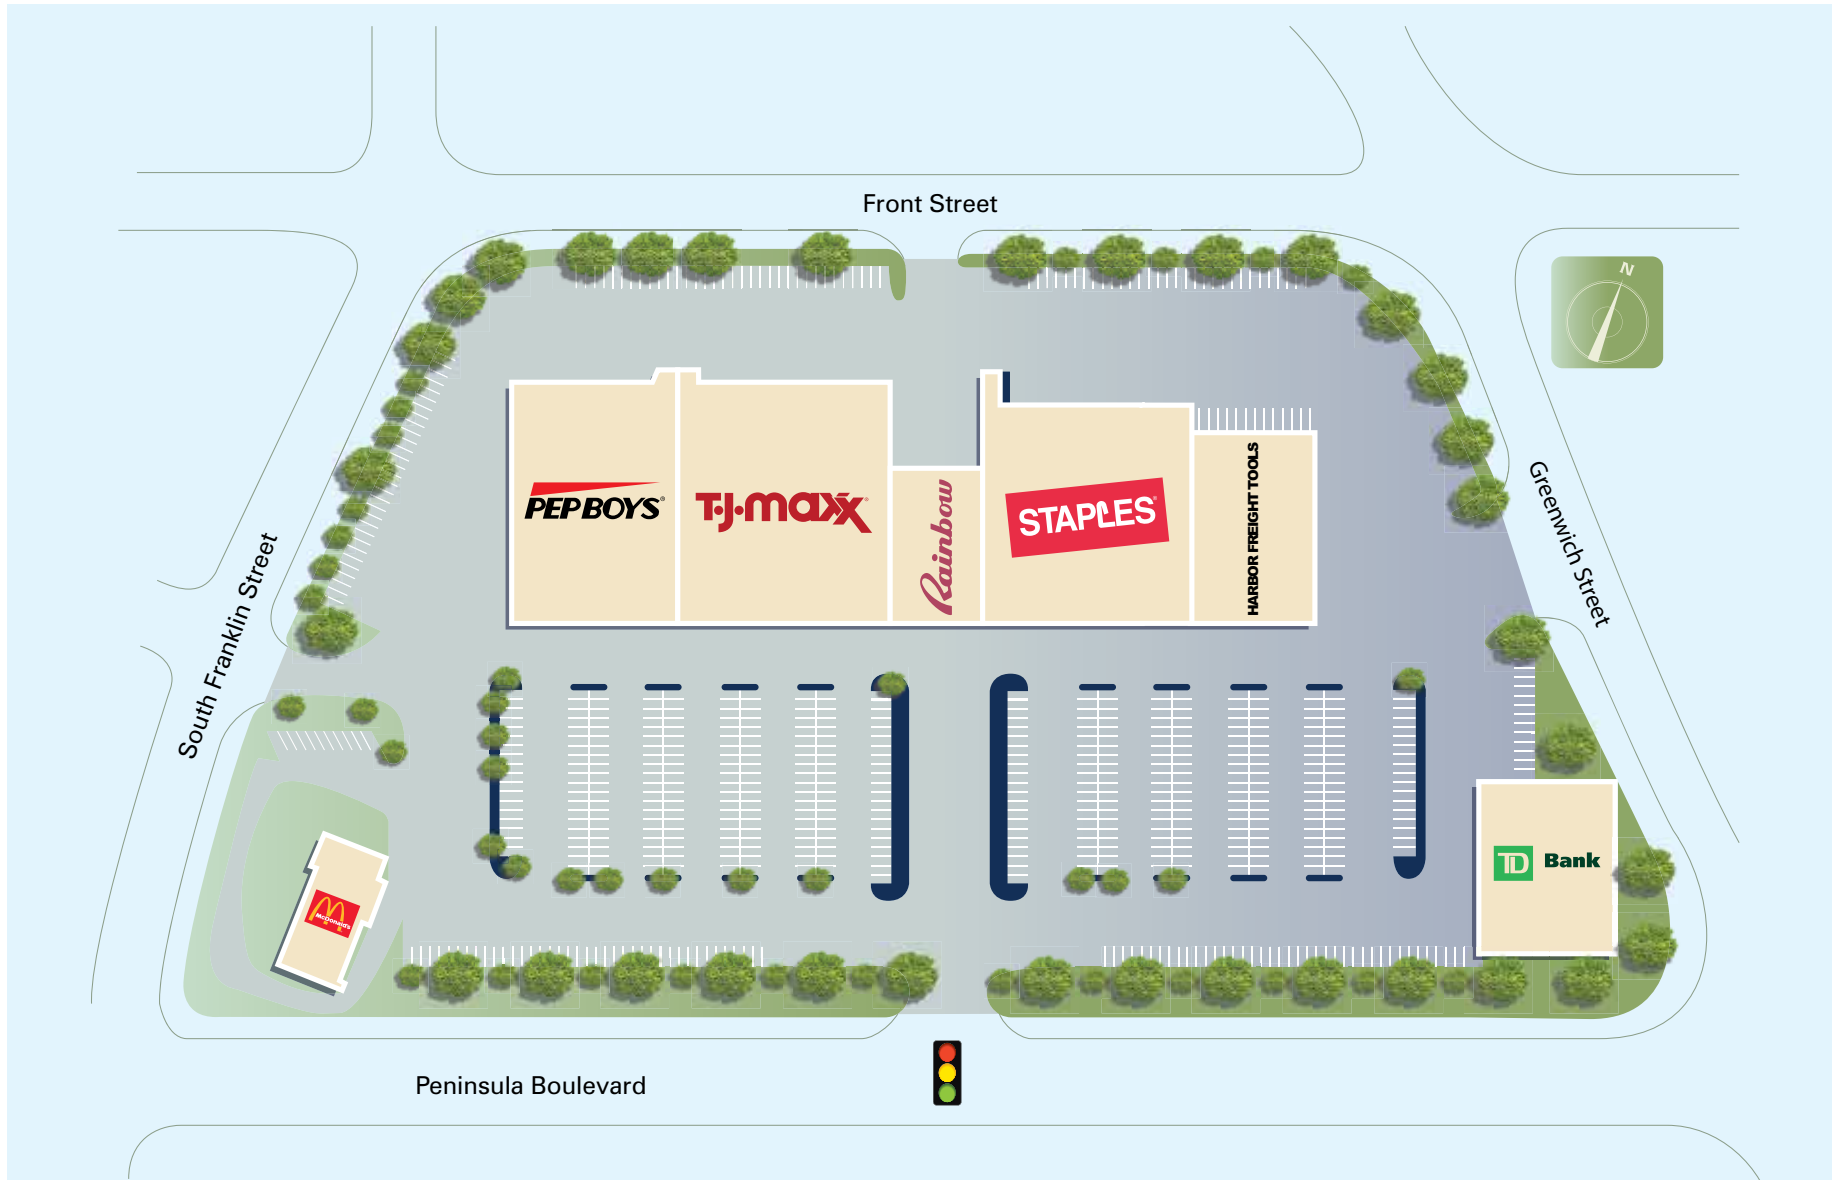 Front Street
N
PEP BOYS®
T·J·maxx®
Rainbow
STAPLES®
HARBOR FREIGHT TOOLS
Greenwich Street
South Franklin Street
McDonald's
TD Bank
Peninsula Boulevard